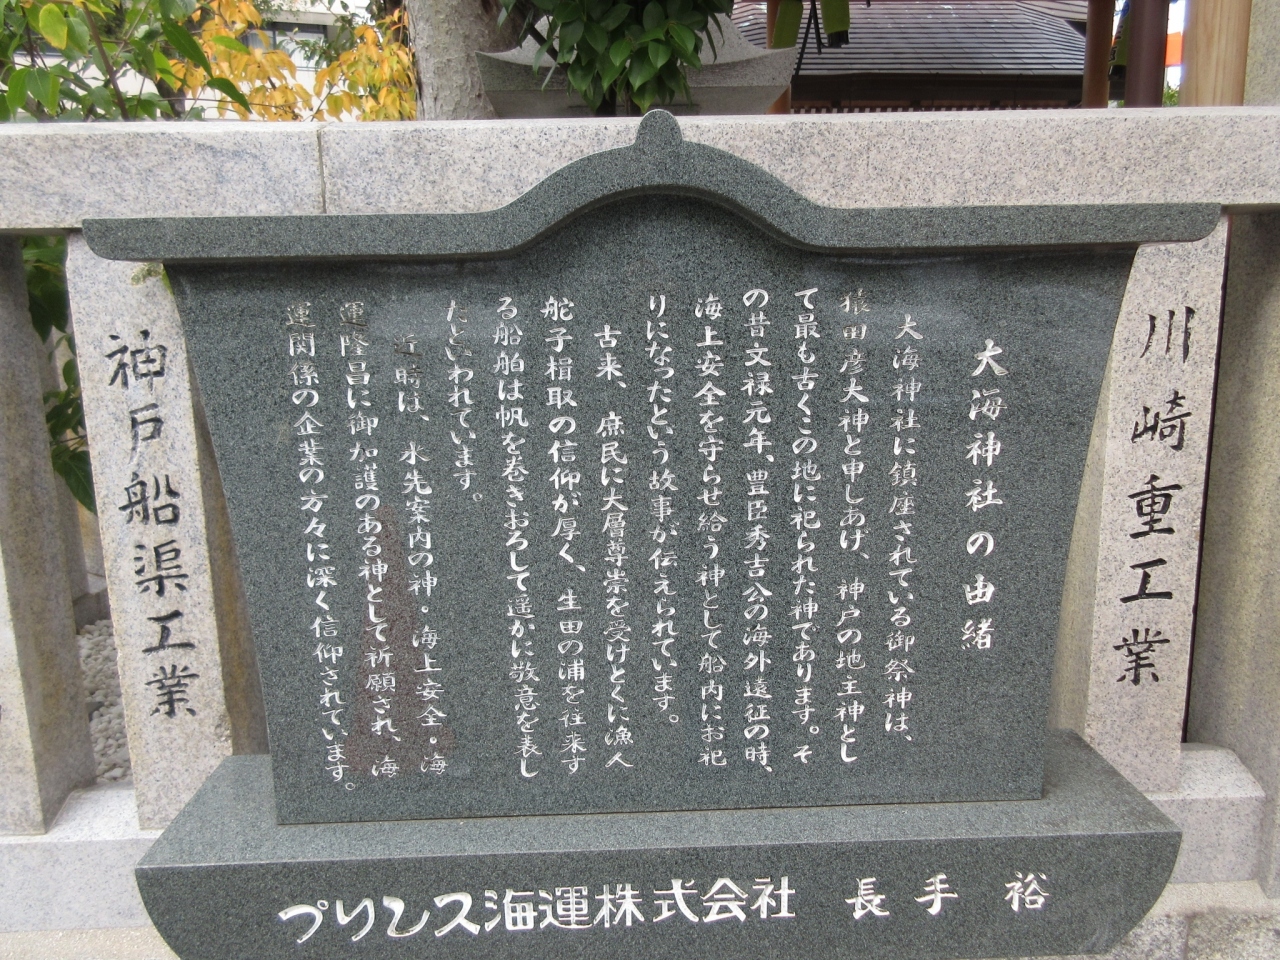 大海神社の由緒
大海神社に鎮座されている御祭神は、
猿田彦大神と申しあげ、神戸の地主神とし
て最も古くこの地に祀られた神であります。そ
の昔文禄元年、豊臣秀吉公の海外遠征の時、
海上安全を守らせ給う神として船内にお祀
りになったという故事が伝えられています。
古来、庶民に大層尊崇を受けとくに漁人
舵子楫取の信仰が厚く、生田の浦を往来す
る船舶は帆を巻きおろして遥かに敬意を表し
たといわれています。
近時は、水先案内の神・海上安全・海
運隆昌に御加護のある神として祈願され、海
運関係の企業の方々に深く信仰されています。
プリンス海運株式会社 長手 裕
川崎重工業
神戸船渠工業